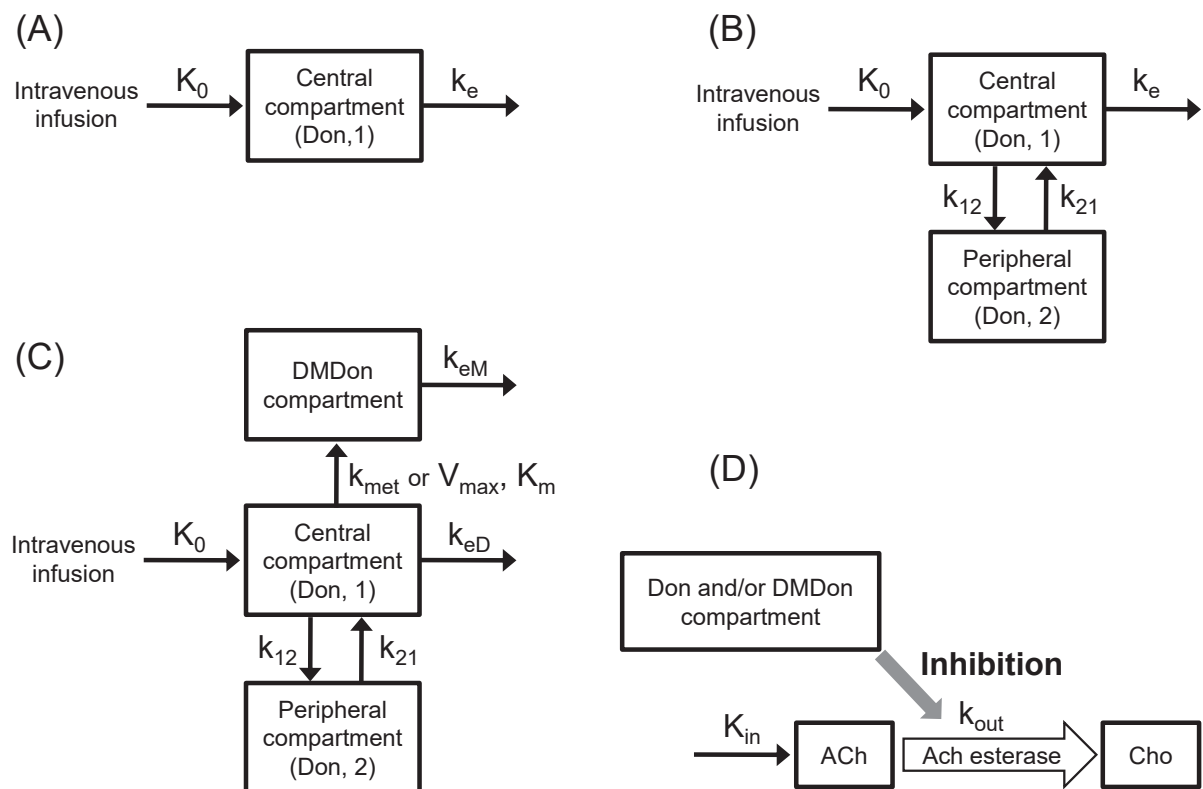 (A)
Intravenous
infusion
K0
Central
compartment
(Don,1)
ke
(B)
Intravenous
infusion
K0
Central
compartment
(Don, 1)
ke
k12
k21
Peripheral
compartment
(Don, 2)
(C)
DMDon
compartment
keM
kmet or Vmax, Km
Intravenous
infusion
K0
Central
compartment
(Don, 1)
keD
k12
k21
Peripheral
compartment
(Don, 2)
(D)
Don and/or DMDon
compartment
Inhibition
Kin
ACh
kout
Ach esterase
Cho